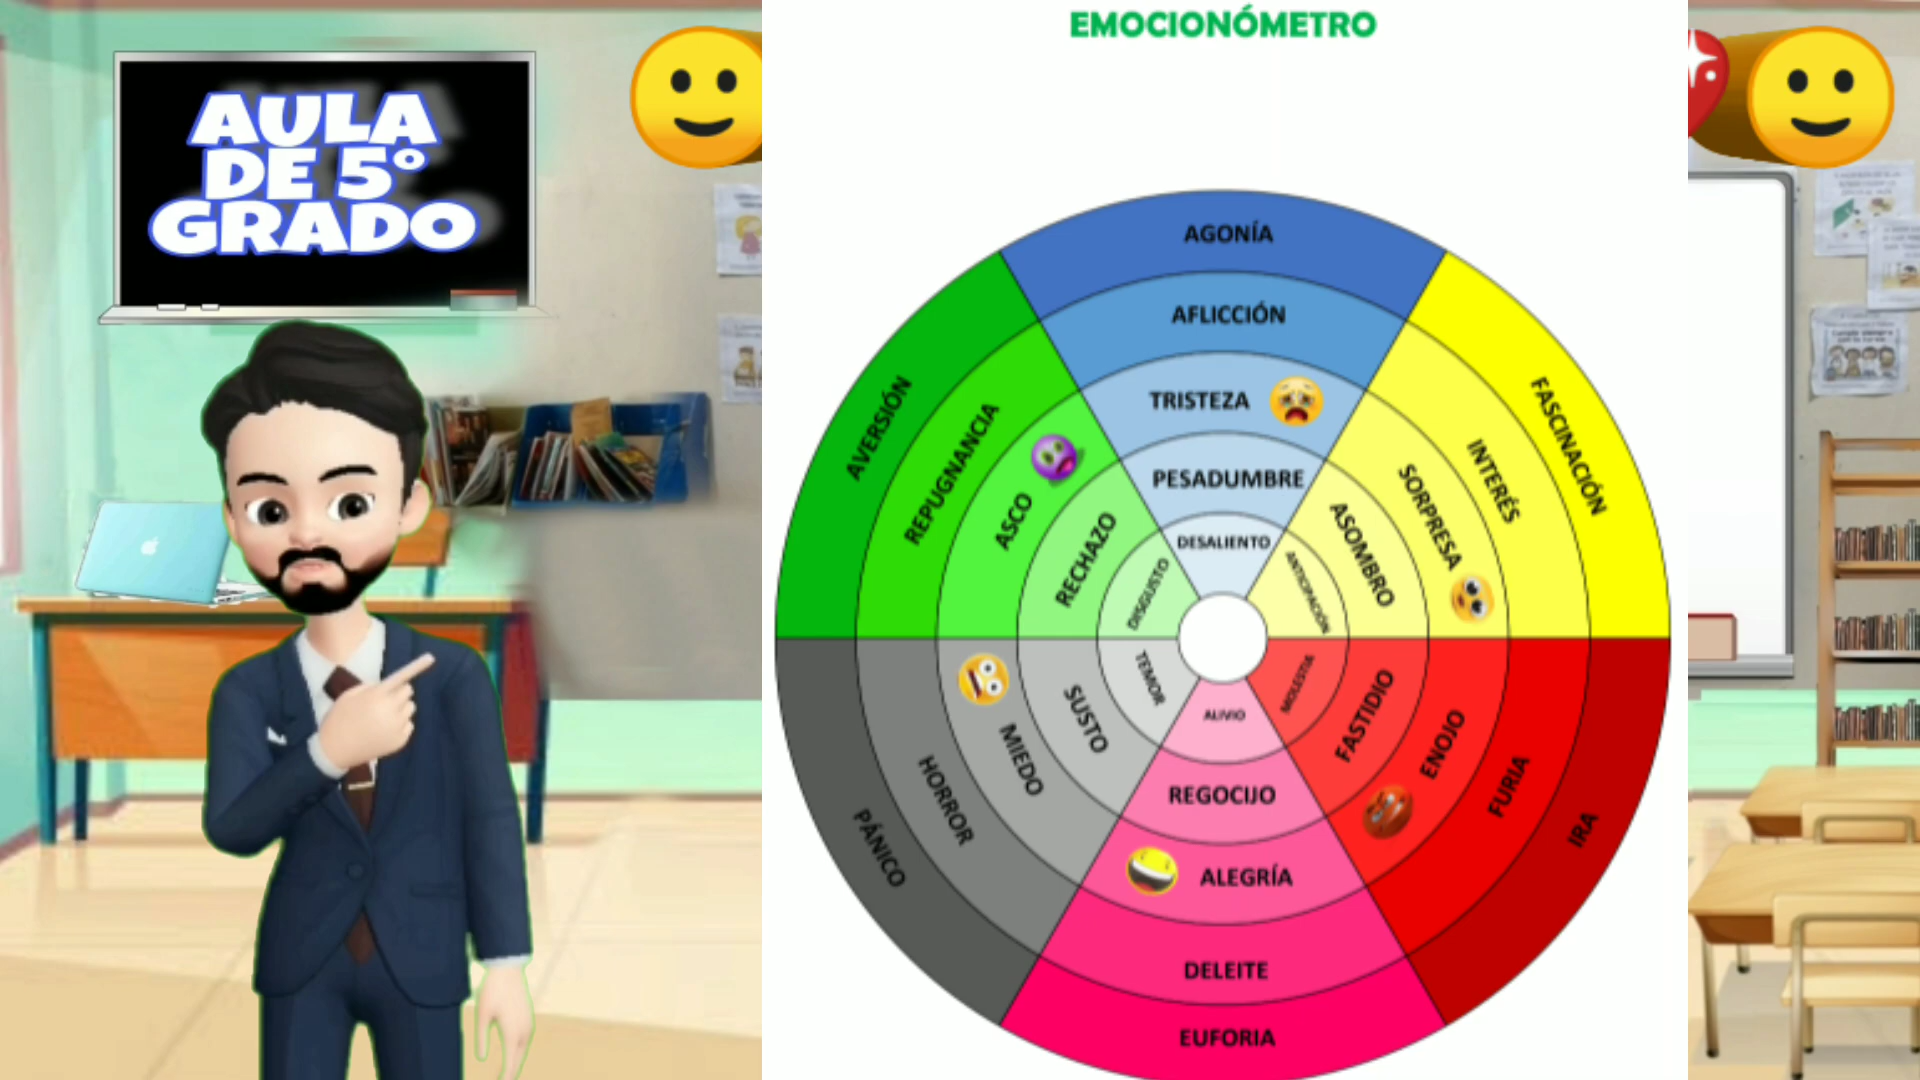 AULA
DE 5º
GRADO
EMOCIONÓMETRO
AGONÍA
AFLICCIÓN
TRISTEZA
PESADUMBRE
DESALIENTO
FASCINACIÓN
INTERÉS
SORPRESA
ASOMBRO
ANTICIPACIÓN
IRA
FURIA
ENOJO
FASTIDIO
MOLESTIA
ALIVIO
REGOCIJO
ALEGRÍA
DELEITE
EUFORIA
PÁNICO
HORROR
MIEDO
SUSTO
TEMOR
AVERSIÓN
REPUGNANCIA
ASCO
RECHAZO
DISGUSTO